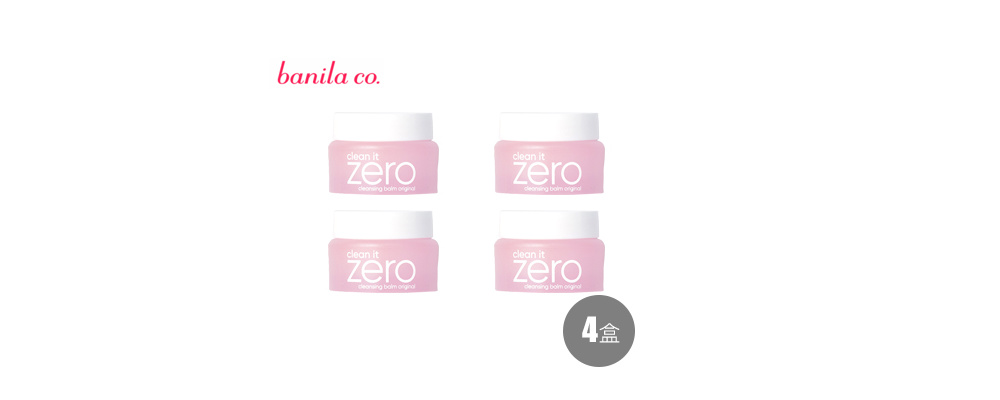 banila co.
clean it
zero
cleansing balm original
clean it
zero
cleansing balm original
clean it
zero
cleansing balm original
clean it
zero
cleansing balm original
4盒